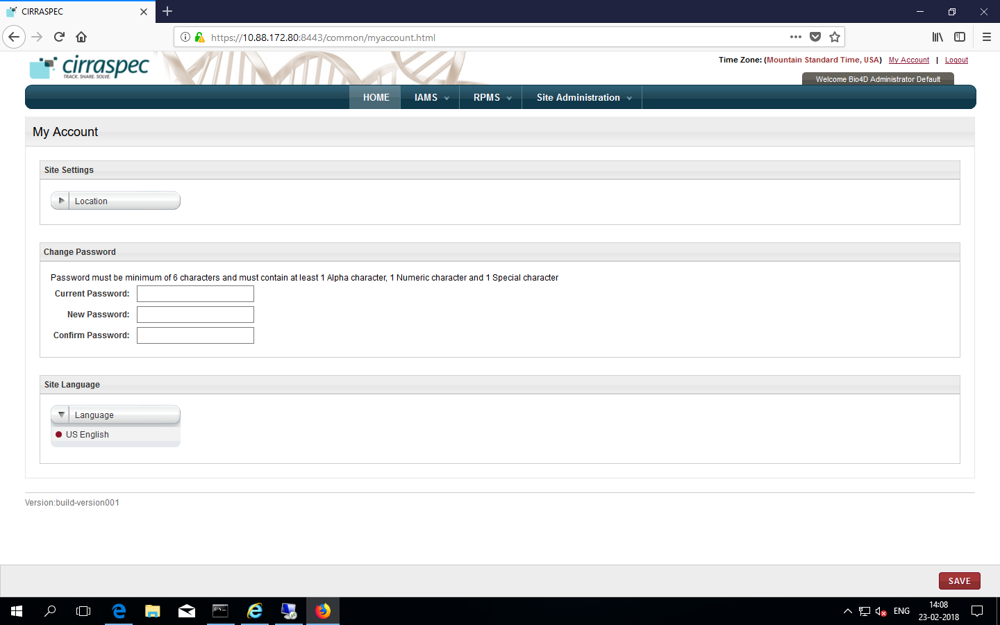 CIRRASPEC
https://10.88.172.80:8443/common/myaccount.html
cirraspec
TRACK. SHARE. SOLVE.
Time Zone: (Mountain Standard Time, USA) My Account | Logout
Welcome Bio4D Administrator Default
HOME IAMS RPMS Site Administration
My Account
Site Settings
Location
Change Password
Password must be minimum of 6 characters and must contain at least 1 Alpha character, 1 Numeric character and 1 Special character
Current Password:
New Password:
Confirm Password:
Site Language
Language
US English
Version:build-version001
SAVE
ENG
14:08
23-02-2018